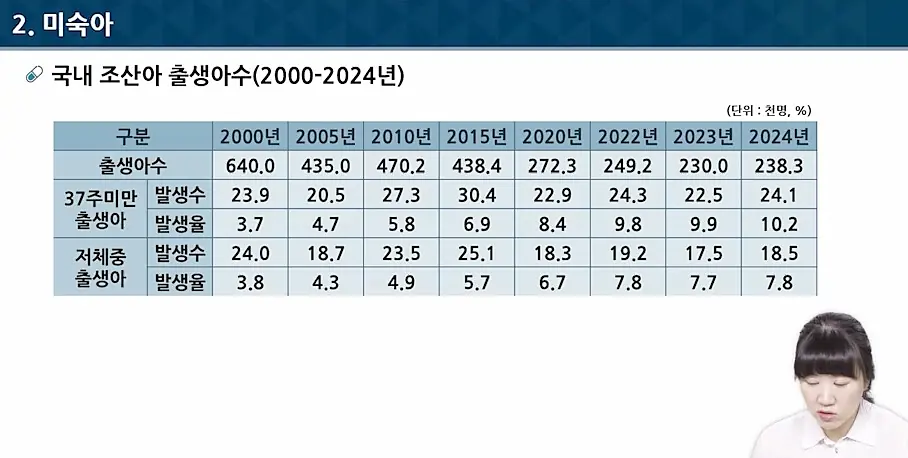 2. 미숙아
국내 조산아 출생아수(2000-2024년)
(단위 : 천명, %)
구분 2000년 2005년 2010년 2015년 2020년 2022년 2023년 2024년
출생아수 640.0 435.0 470.2 438.4 272.3 249.2 230.0 238.3
37주미만 출생아 발생수 23.9 20.5 27.3 30.4 22.9 24.3 22.5 24.1
발생율 3.7 4.7 5.8 6.9 8.4 9.8 9.9 10.2
저체중 출생아 발생수 24.0 18.7 23.5 25.1 18.3 19.2 17.5 18.5
발생율 3.8 4.3 4.9 5.7 6.7 7.8 7.7 7.8